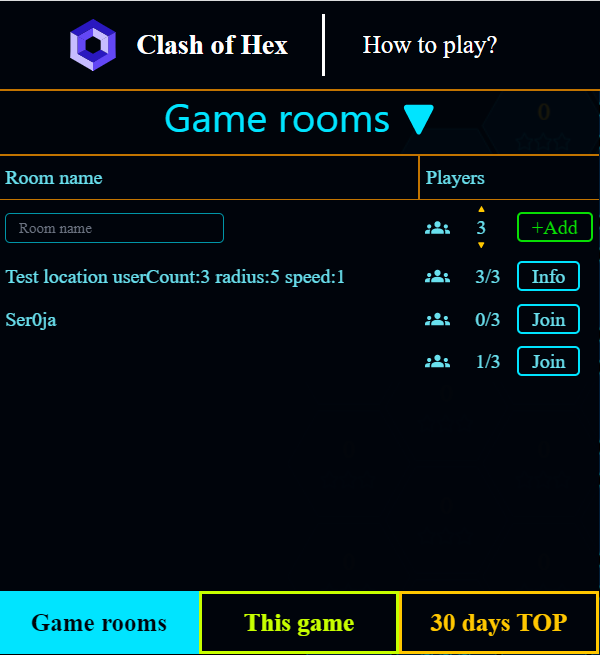 Clash of Hex How to play?
Game rooms ▼
0
Room name Players
Room name 3 +Add
Test location userCount:3 radius:5 speed:1 3/3 Info
Ser0ja 0/3 Join
1/3 Join
Game rooms This game 30 days TOP